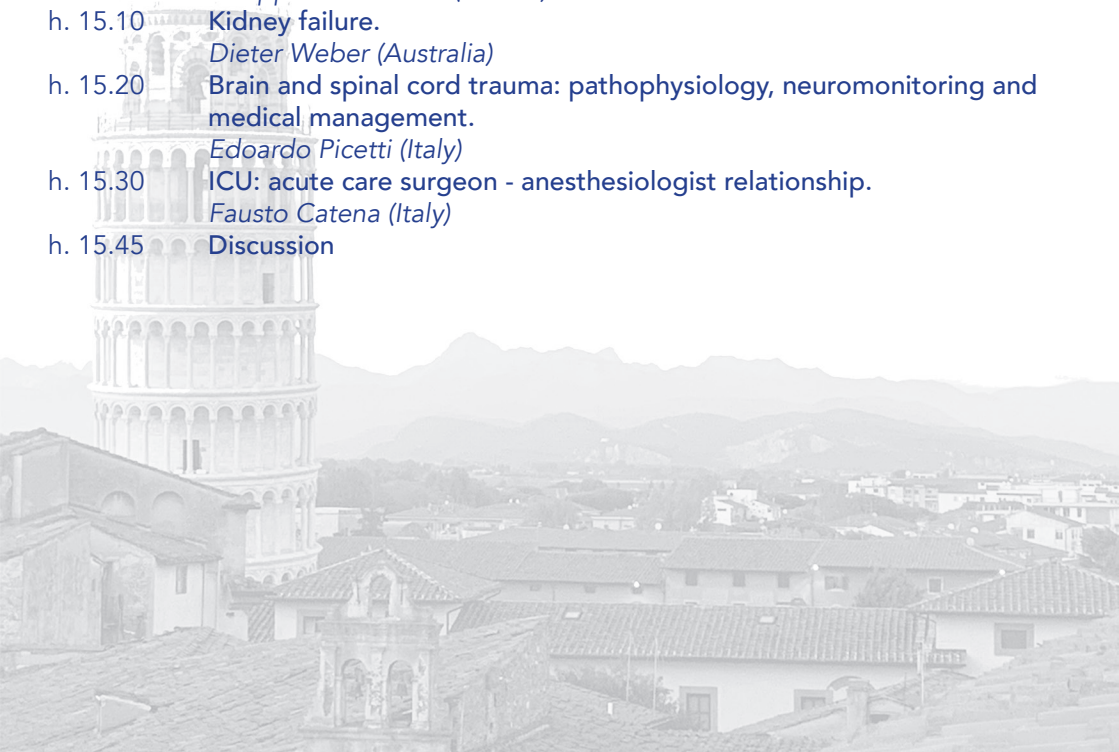 h. 15.10 Kidney failure.
Dieter Weber (Australia)
h. 15.20 Brain and spinal cord trauma: pathophysiology, neuromonitoring and
medical management.
Edoardo Picetti (Italy)
h. 15.30 ICU: acute care surgeon - anesthesiologist relationship.
Fausto Catena (Italy)
h. 15.45 Discussion